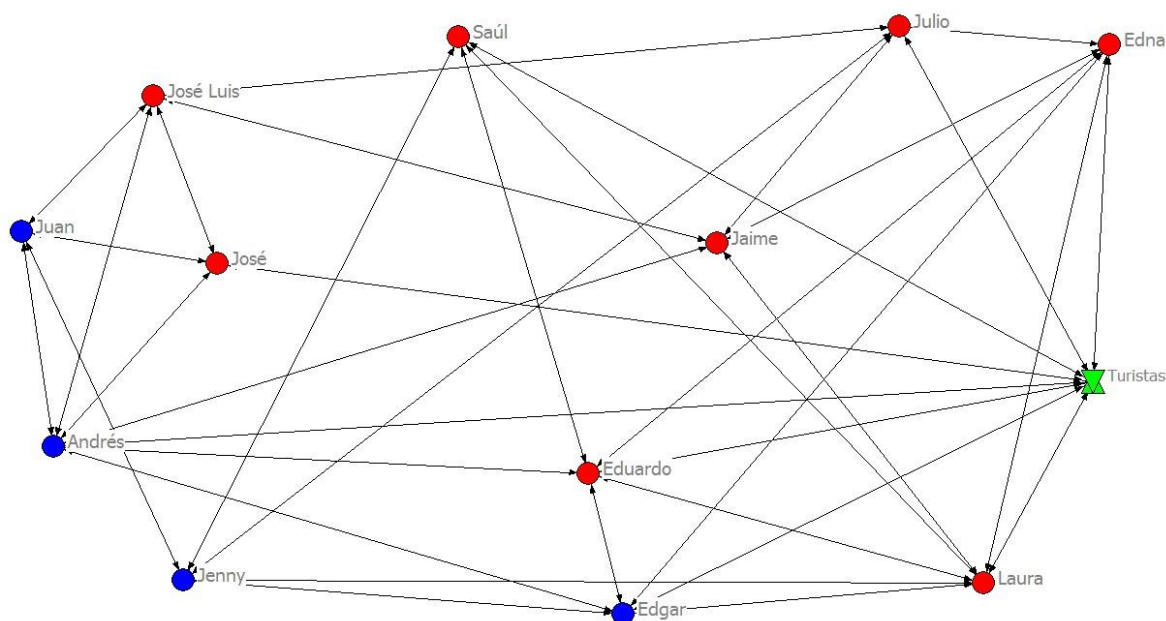 Julio
Saúl
Edna
José Luis
Juan
Jaime
José
Turistas
Andrés
Eduardo
Jenny
Laura
Edgar